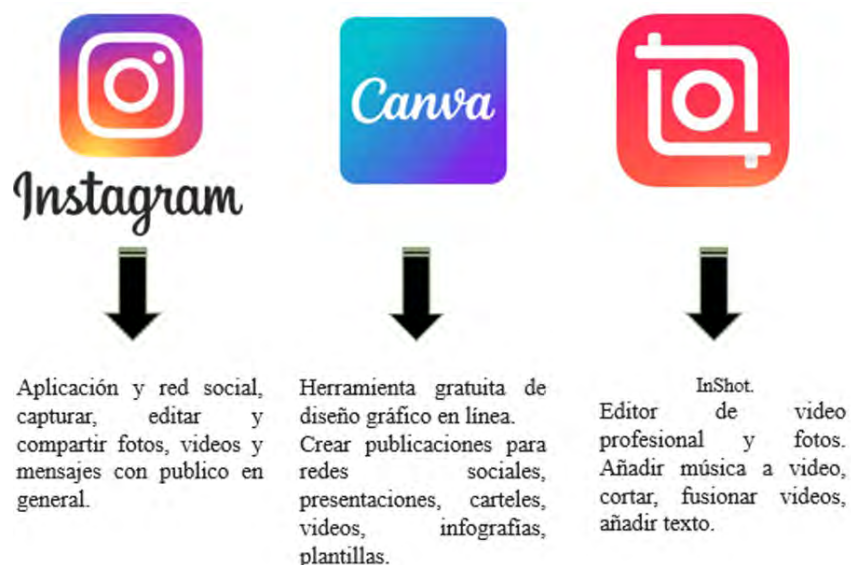 Instagram
Canva
Aplicación y red social,
capturar, editar y
compartir fotos, videos y
mensajes con publico en
general.
Herramienta gratuita de
diseño gráfico en línea.
Crear publicaciones para
redes sociales,
presentaciones, carteles,
videos, infografías,
plantillas.
InShot.
Editor de video
profesional y fotos.
Añadir música a video,
cortar, fusionar videos,
añadir texto.